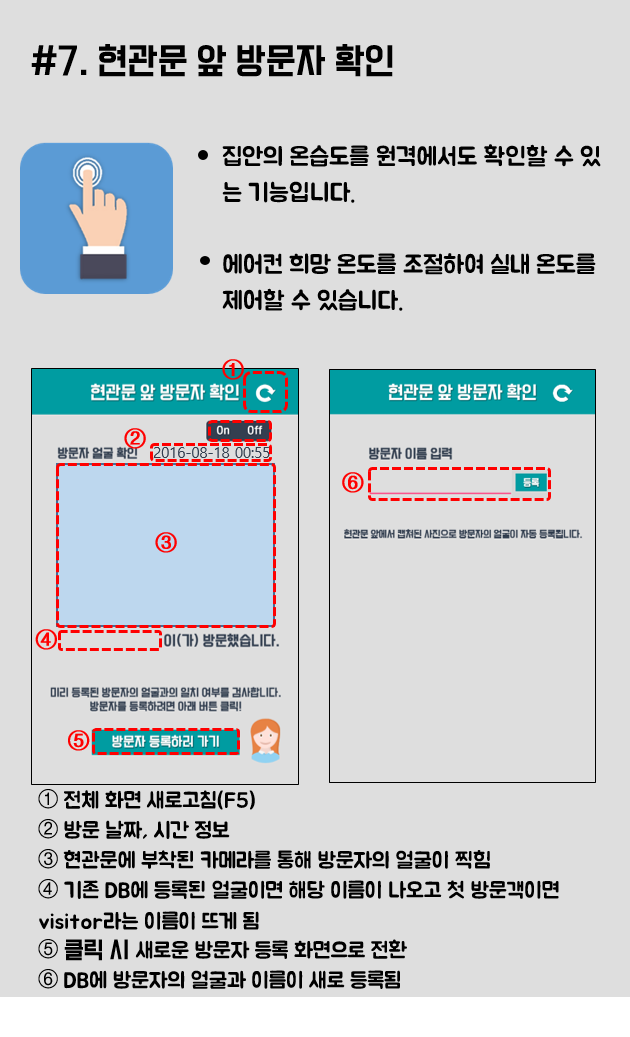 #7. 현관문 앞 방문자 확인
• 집안의 온습도를 원격에서도 확인할 수 있
는 기능입니다.
• 에어컨 희망 온도를 조절하여 실내 온도를
제어할 수 있습니다.
①
현관문 앞 방문자 확인
On Off
②
방문자 얼굴 확인 2016-08-18 00:55
③
④ 이(가) 방문했습니다.
미리 등록된 방문자의 얼굴과의 일치 여부를 검사합니다.
방문자를 등록하려면 아래 버튼 클릭!
⑤ 방문자 등록하러 가기
현관문 앞 방문자 확인
방문자 이름 입력
⑥ 등록
현관문 앞에서 캡쳐된 사진으로 방문자의 얼굴이 자동 등록됩니다.
① 전체 화면 새로고침(F5)
② 방문 날짜, 시간 정보
③ 현관문에 부착된 카메라를 통해 방문자의 얼굴이 찍힘
④ 기존 DB에 등록된 얼굴이면 해당 이름이 나오고 첫 방문객이면
visitor라는 이름이 뜨게 됨
⑤ 클릭 시 새로운 방문자 등록 화면으로 전환
⑥ DB에 방문자의 얼굴과 이름이 새로 등록됨